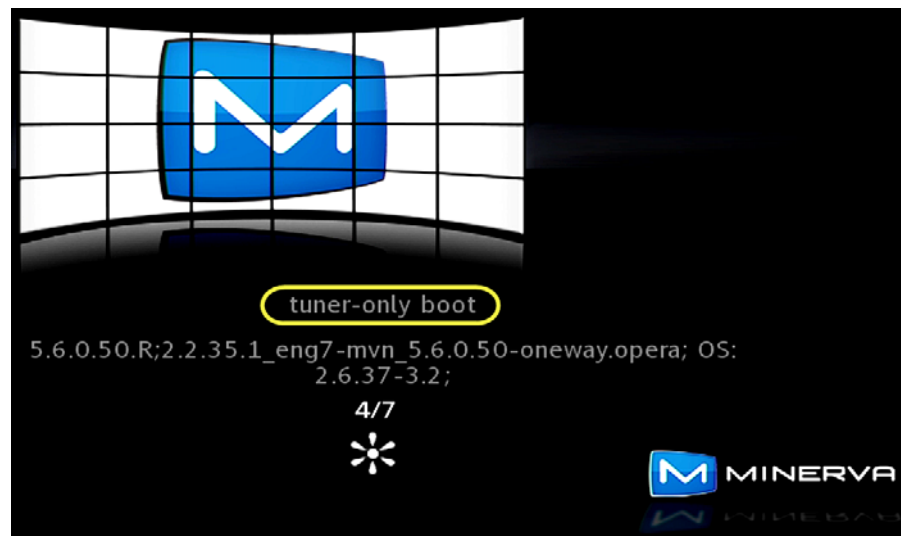 tuner-only boot
5.6.0.50.R;2.2.35.1_eng7-mvn_5.6.0.50-oneway.opera; OS:
2.6.37-3.2;
4/7
MINERVA